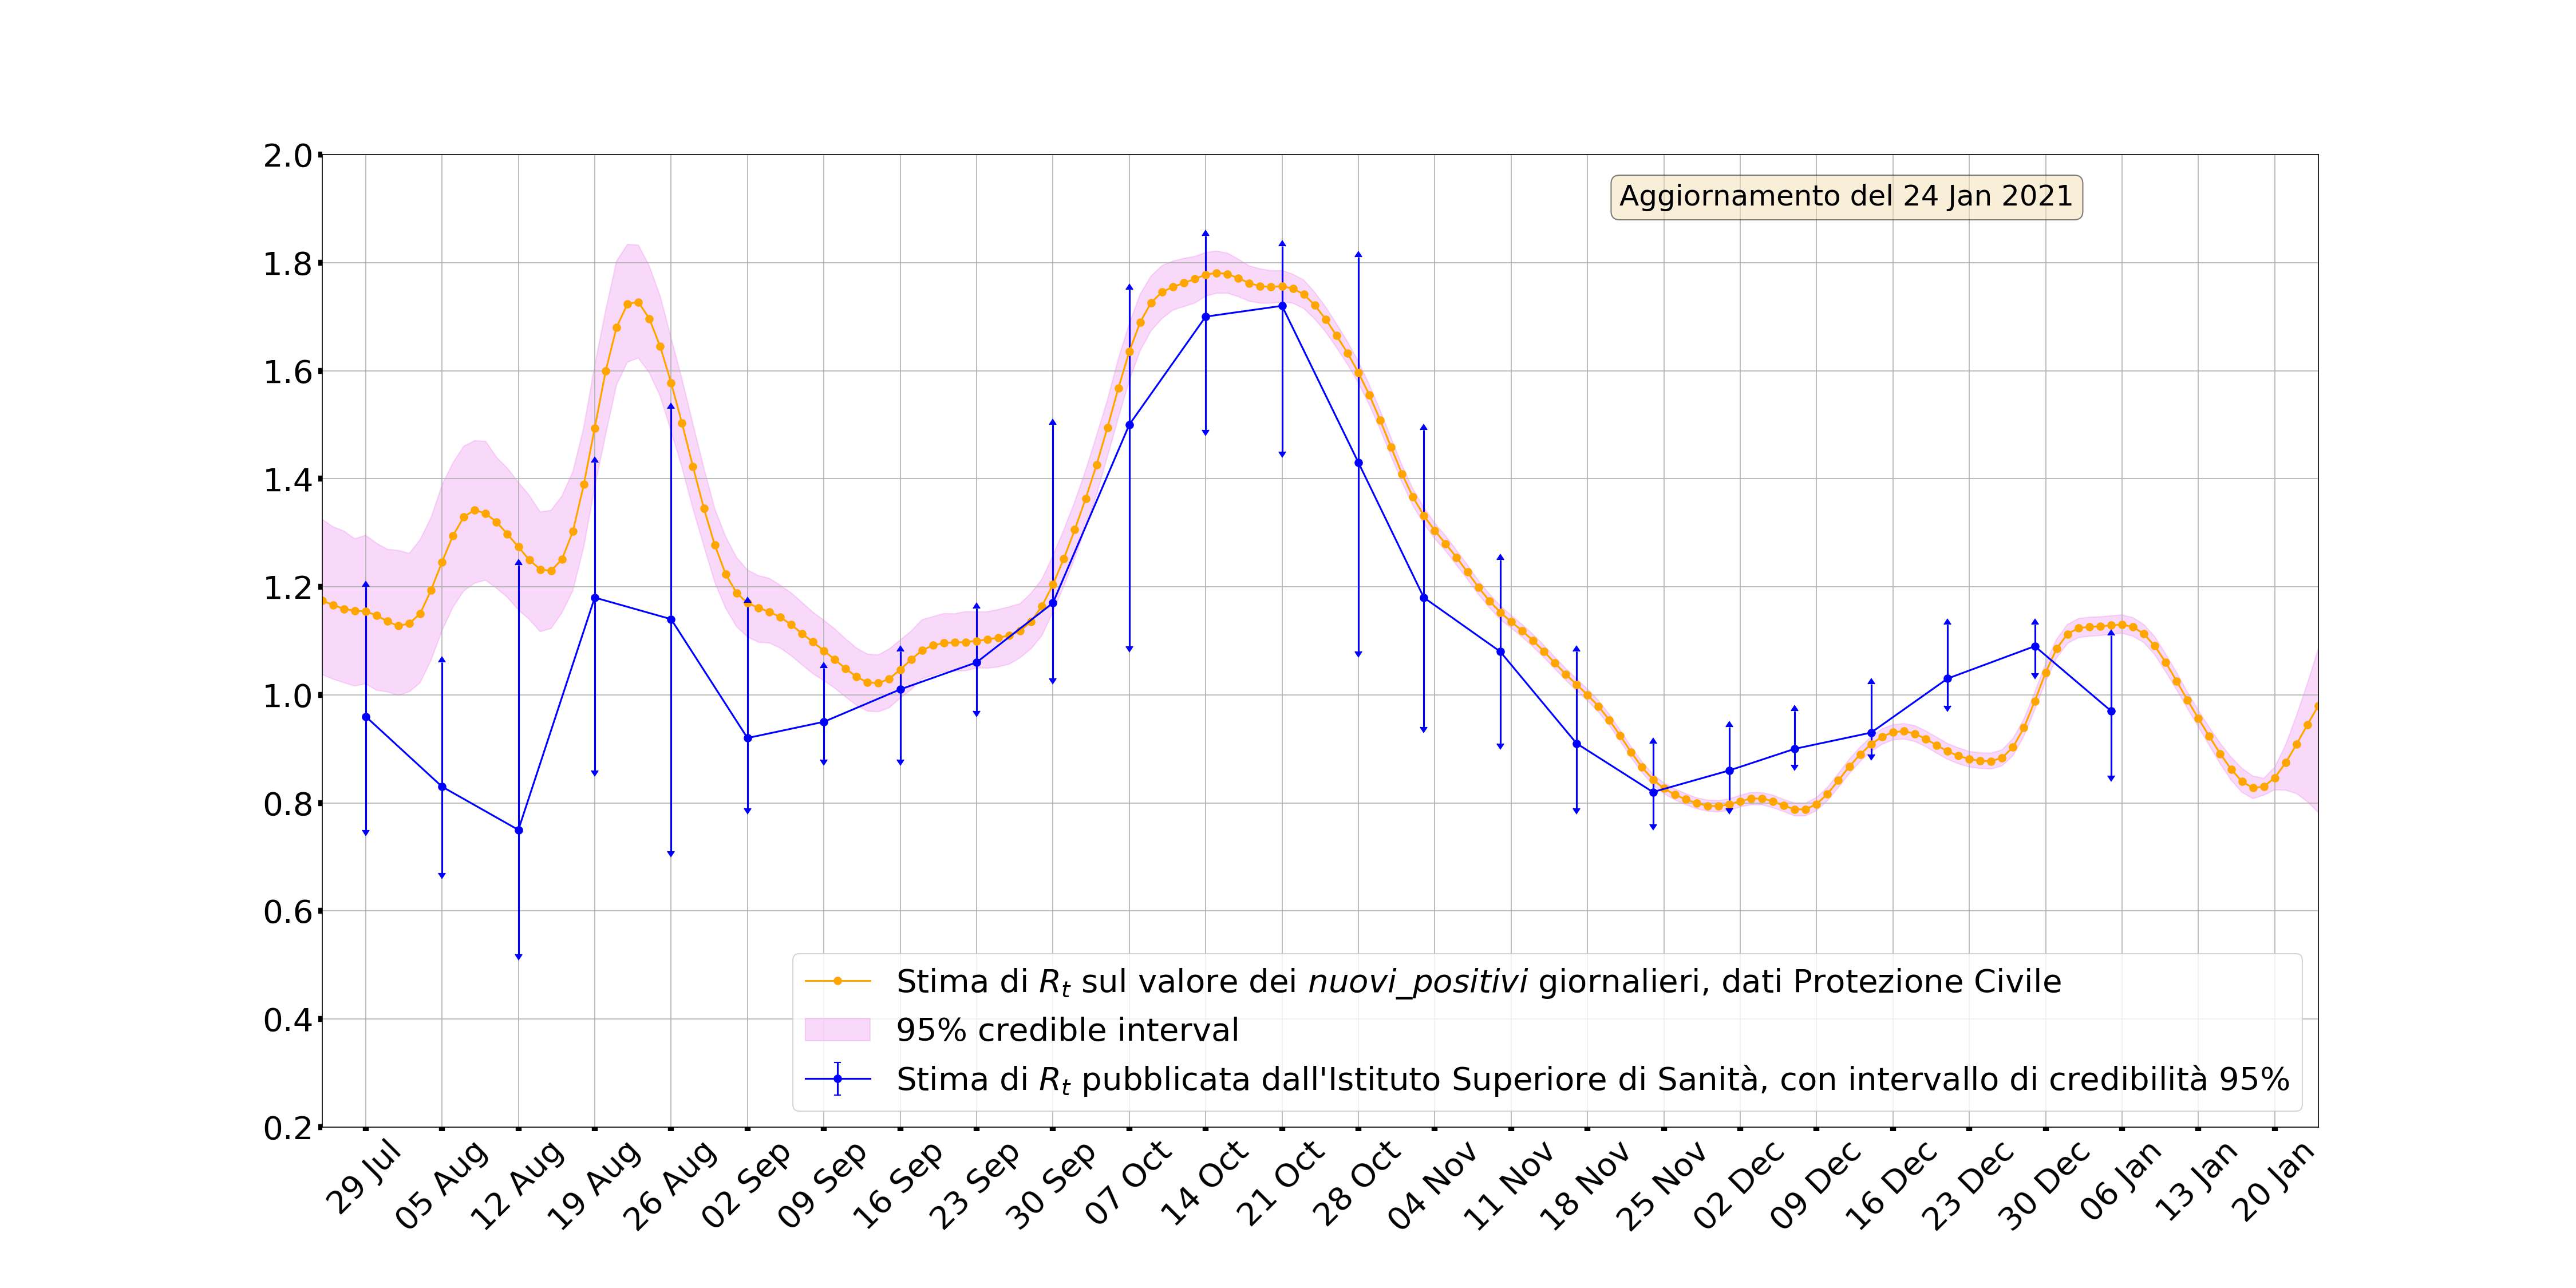 Aggiornamento del 24 Jan 2021
2.0
1.8
1.6
1.4
1.2
1.0
0.8
0.6
0.4
0.2
Stima di Rt sul valore dei nuovi_positivi giornalieri, dati Protezione Civile
95% credible interval
Stima di Rt pubblicata dall'Istituto Superiore di Sanità, con intervallo di credibilità 95%
29 Jul
05 Aug
12 Aug
19 Aug
26 Aug
02 Sep
09 Sep
16 Sep
23 Sep
30 Sep
07 Oct
14 Oct
21 Oct
28 Oct
04 Nov
11 Nov
18 Nov
25 Nov
02 Dec
09 Dec
16 Dec
23 Dec
30 Dec
06 Jan
13 Jan
20 Jan